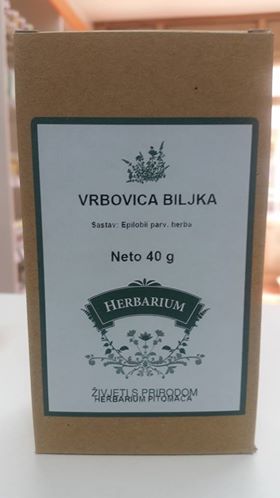 VRBOVICA BILJKA
Sastav: Epilobii parv. herba
Neto 40 g
HERBARIUM
ŽIVJETI S PRIRODOM
HERBARIUM PITOMAČA